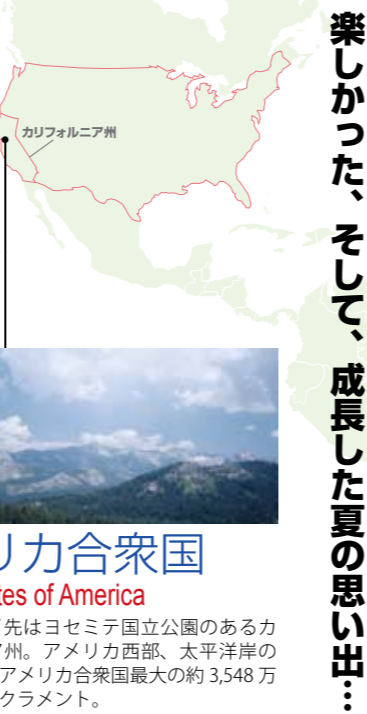 楽しかった、そして、成長した夏の思い出…
カリフォルニア州
リカ合衆国
tes of America
先はヨセミテ国立公園のあるカ
州。アメリカ西部、太平洋岸の
アメリカ合衆国最大の約 3,548 万
クラメント。